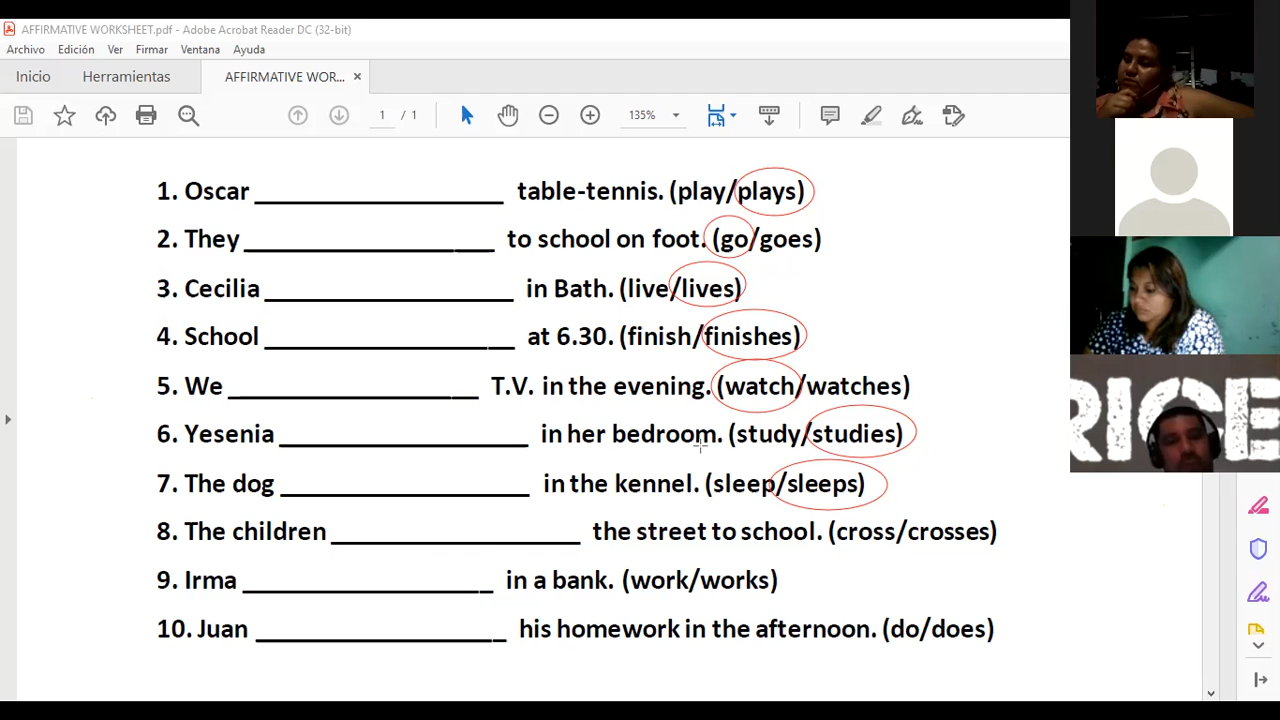 AFFIRMATIVE WORKSHEET.pdf - Adobe Acrobat Reader DC (32-bit)
Archivo Edición Ver Firmar Ventana Ayuda
Inicio Herramientas AFFIRMATIVE WOR... ×
1 / 1 135%
1. Oscar ____________________ table-tennis. (play/plays)
2. They ____________________ to school on foot. (go/goes)
3. Cecilia ____________________ in Bath. (live/lives)
4. School ____________________ at 6.30. (finish/finishes)
5. We ____________________ T.V. in the evening. (watch/watches)
6. Yesenia ____________________ in her bedroom. (study/studies)
7. The dog ____________________ in the kennel. (sleep/sleeps)
8. The children ____________________ the street to school. (cross/crosses)
9. Irma ____________________ in a bank. (work/works)
10. Juan ____________________ his homework in the afternoon. (do/does)
RICE